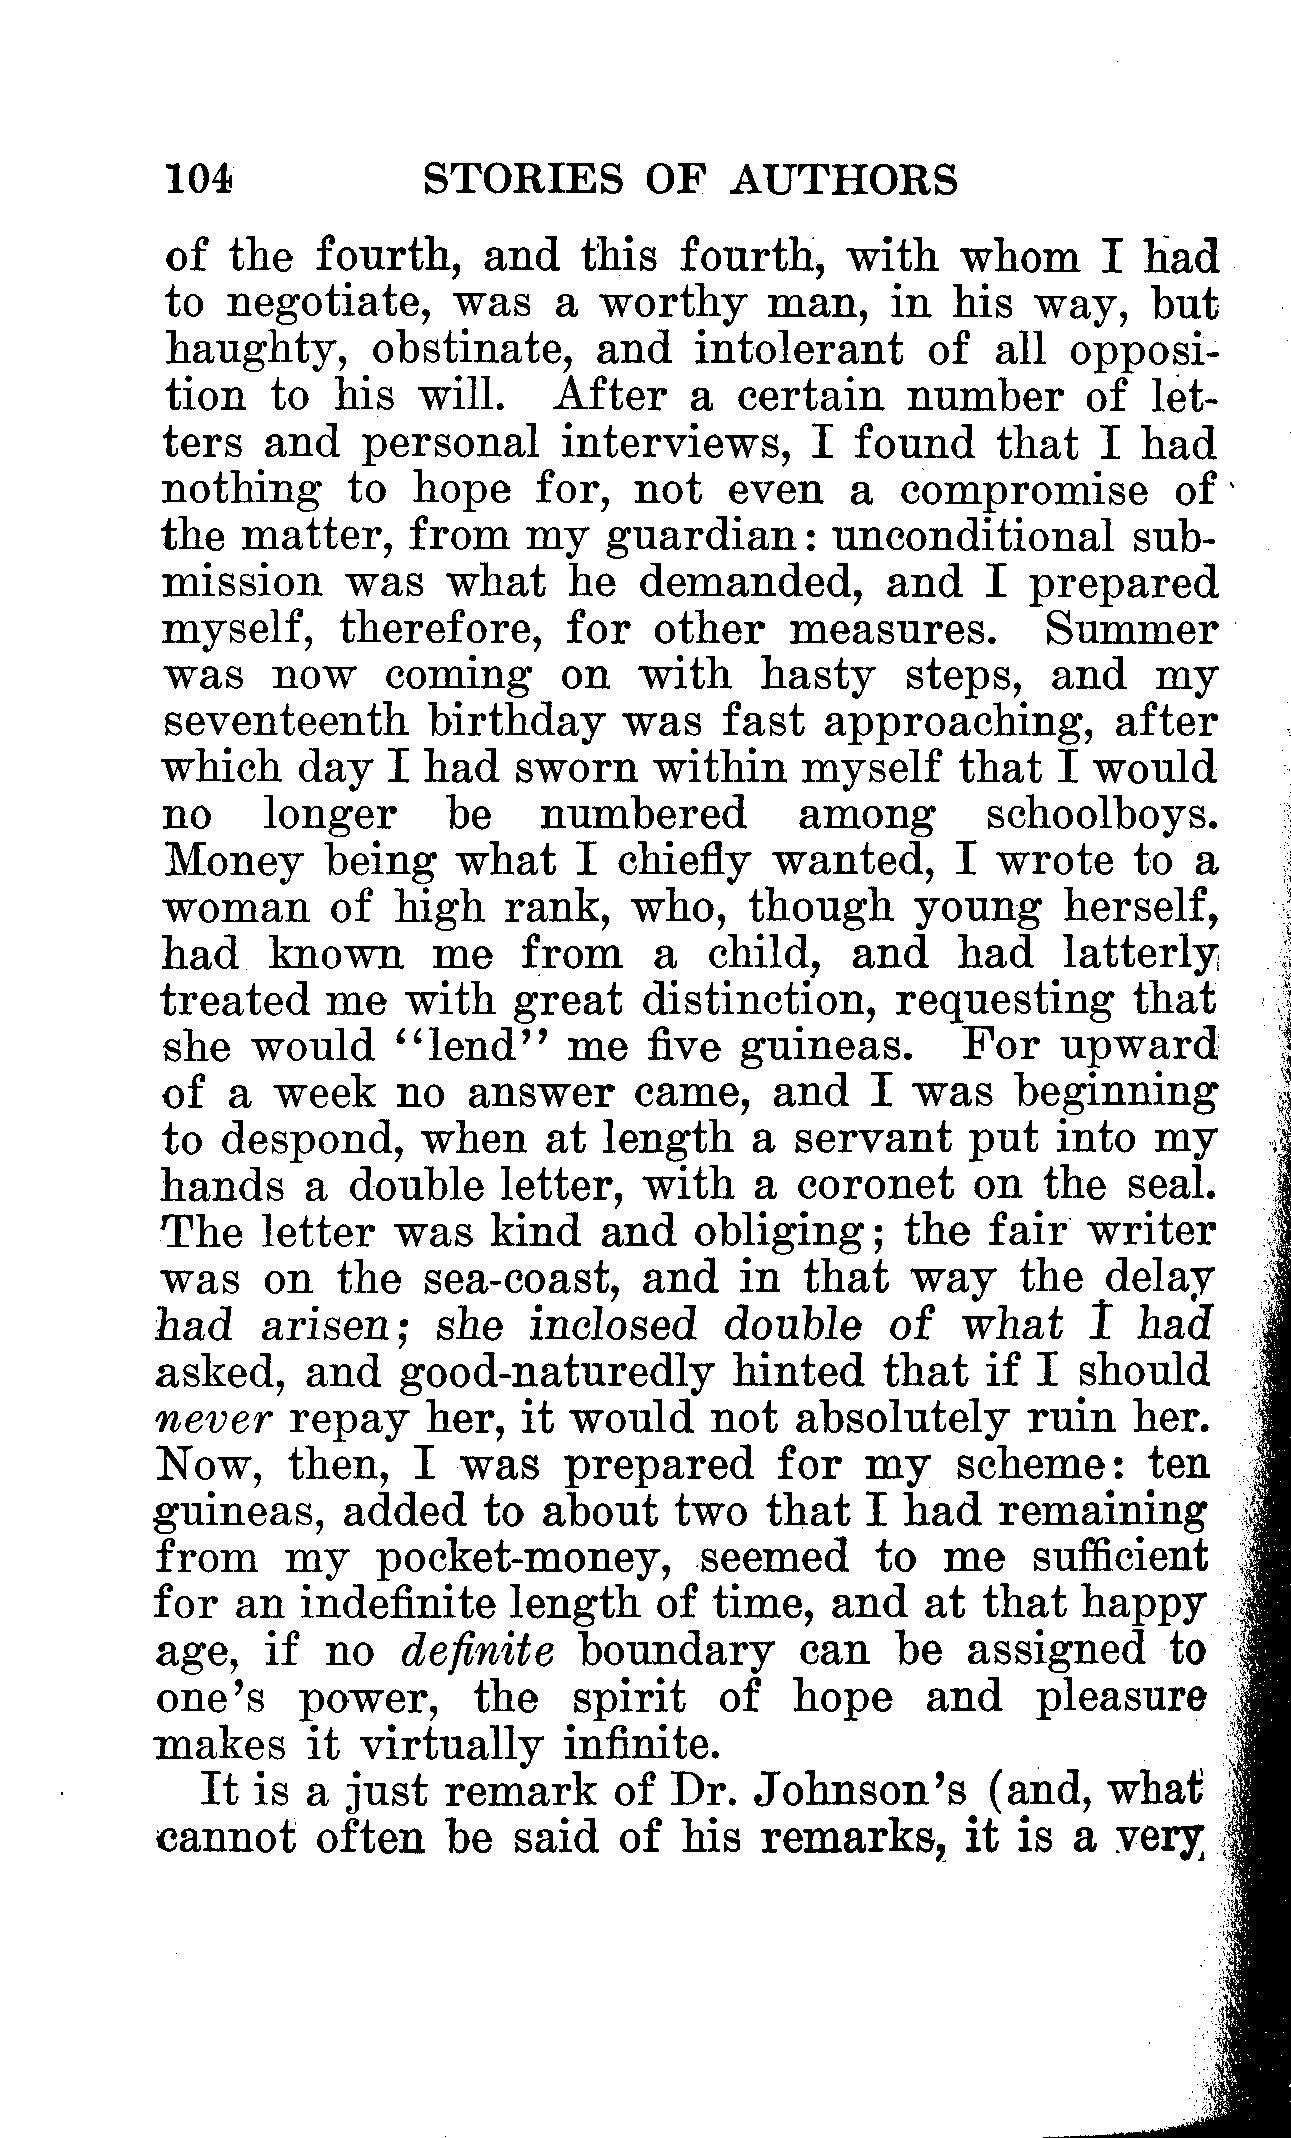 104 STORIES OF AUTHORS
of the fourth, and this fourth, with whom I had
to negotiate, was a worthy man, in his way, but
haughty, obstinate, and intolerant of all opposi-
tion to his will. After a certain number of let-
ters and personal interviews, I found that I had
nothing to hope for, not even a compromise of
the matter, from my guardian: unconditional sub-
mission was what he demanded, and I prepared
myself, therefore, for other measures. Summer
was now coming on with hasty steps, and my
seventeenth birthday was fast approaching, after
which day I had sworn within myself that I would
no longer be numbered among schoolboys.
Money being what I chiefly wanted, I wrote to a
woman of high rank, who, though young herself,
had known me from a child, and had latterly
treated me with great distinction, requesting that
she would “lend” me five guineas. For upward
of a week no answer came, and I was beginning
to despond, when at length a servant put into my
hands a double letter, with a coronet on the seal.
The letter was kind and obliging; the fair writer
was on the sea-coast, and in that way the delay
had arisen; she inclosed double of what I had
asked, and good-naturedly hinted that if I should
never repay her, it would not absolutely ruin her.
Now, then, I was prepared for my scheme: ten
guineas, added to about two that I had remaining
from my pocket-money, seemed to me sufficient
for an indefinite length of time, and at that happy
age, if no definite boundary can be assigned to
one’s power, the spirit of hope and pleasure
makes it virtually infinite.
It is a just remark of Dr. Johnson’s (and, what
cannot often be said of his remarks, it is a very